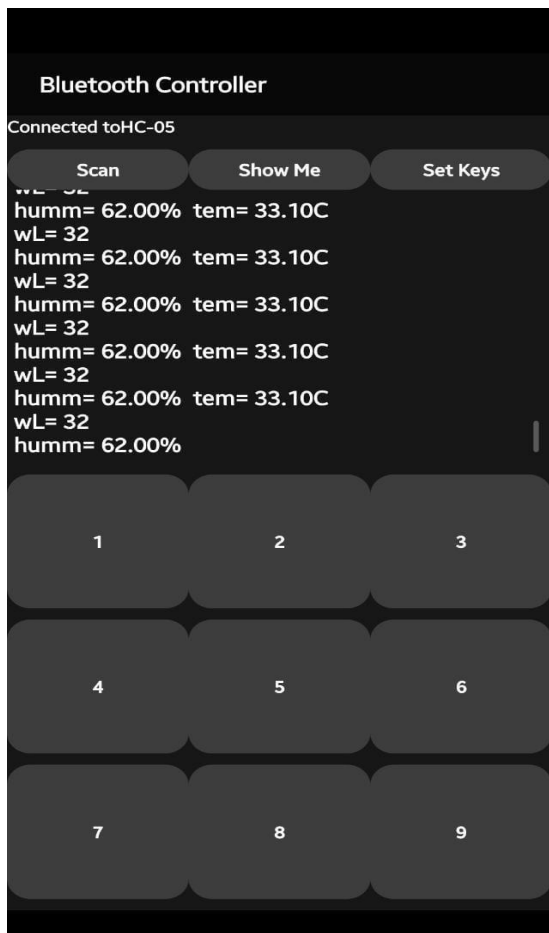 Bluetooth Controller
Connected toHC-05
Scan Show Me Set Keys
wL= 32
humm= 62.00% tem= 33.10C
wL= 32
humm= 62.00% tem= 33.10C
wL= 32
humm= 62.00% tem= 33.10C
wL= 32
humm= 62.00% tem= 33.10C
wL= 32
humm= 62.00% tem= 33.10C
wL= 32
humm= 62.00%
1 2 3
4 5 6
7 8 9